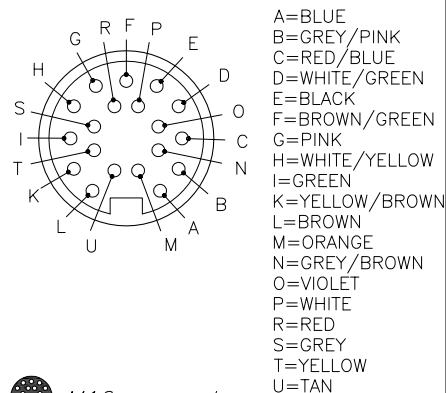 F
R
P
G
E
H
D
S
O
I
C
T
N
K
B
L
A
U
M
A=BLUE
B=GREY/PINK
C=RED/BLUE
D=WHITE/GREEN
E=BLACK
F=BROWN/GREEN
G=PINK
H=WHITE/YELLOW
I=GREEN
K=YELLOW/BROWN
L=BROWN
M=ORANGE
N=GREY/BROWN
O=VIOLET
P=WHITE
R=RED
S=GREY
T=YELLOW
U=TAN